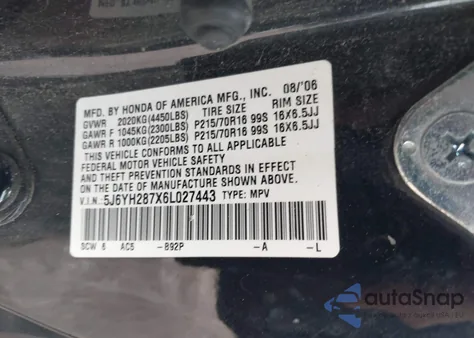 MFD. BY HONDA OF AMERICA MFG., INC. 08/'06
GVWR 2020KG(4450LBS) TIRE SIZE RIM SIZE
GAWR F 1045KG(2300LBS) P215/70R16 99S 16X6.5JJ
GAWR R 1000KG(2205LBS) P215/70R16 99S 16X6.5JJ
THIS VEHICLE CONFORMS TO ALL APPLICABLE
FEDERAL MOTOR VEHICLE SAFETY
AND THEFT PREVENTION STANDARDS IN EFFECT
ON THE DATE OF MANUFACTURE SHOWN ABOVE.
V.I.N.: 5J6YH287X6L027443 TYPE: MPV
SCW 6 AC5 -B92P -A -L
autoSnap